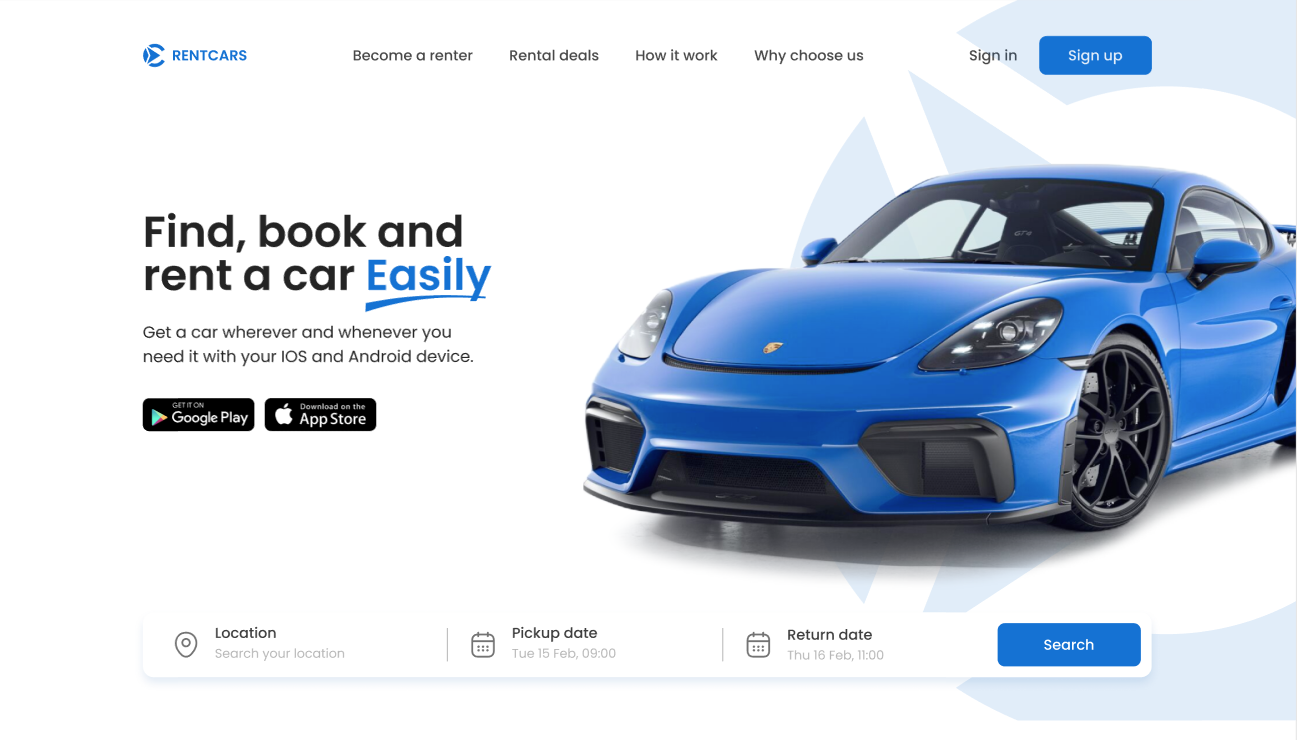 RENTCARS
Become a renter
Rental deals
How it work
Why choose us
Sign in
Sign up
Find, book and
rent a car Easily
Get a car wherever and whenever you
need it with your IOS and Android device.
GET IT ON
Google Play
Download on the
App Store
Location
Search your location
Pickup date
Tue 15 Feb, 09:00
Return date
Thu 16 Feb, 11:00
Search